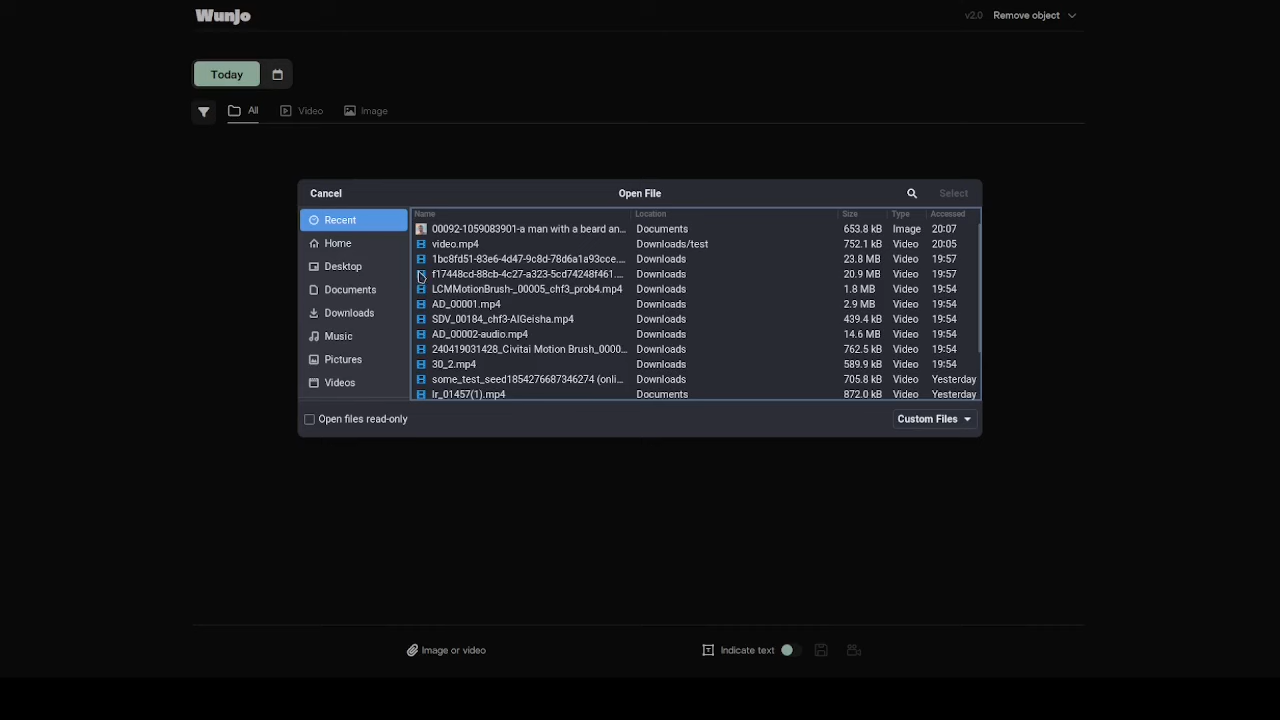 Wunjo
v2.0 Remove object
Today
All Video Image
Cancel Open File Select
Recent
Home
Desktop
Documents
Downloads
Music
Pictures
Videos
Name Location Size Type Accessed
00092-1059083901-a man with a beard an... Documents 653.8 kB Image 20:07
video.mp4 Downloads/test 752.1 kB Video 20:05
1bc8fd51-83e6-4d47-9c8d-78d6a1a93cce.... Downloads 23.8 MB Video 19:57
f17448cd-88cb-4c27-a323-5cd74248f461.... Downloads 20.9 MB Video 19:57
LCMMotionBrush-_00005_chf3_prob4.mp4 Downloads 1.8 MB Video 19:54
AD_00001.mp4 Downloads 2.9 MB Video 19:54
SDV_00184_chf3-AIGeisha.mp4 Downloads 439.4 kB Video 19:54
AD_00002-audio.mp4 Downloads 14.6 MB Video 19:54
240419031428_Civitai Motion Brush_0000... Downloads 762.5 kB Video 19:54
30_2.mp4 Downloads 589.9 kB Video 19:54
some_test_seed1854276687346274 (onli... Downloads 705.8 kB Video Yesterday
lr_01457(1).mp4 Documents 872.0 kB Video Yesterday
Open files read-only Custom Files
Image or video Indicate text